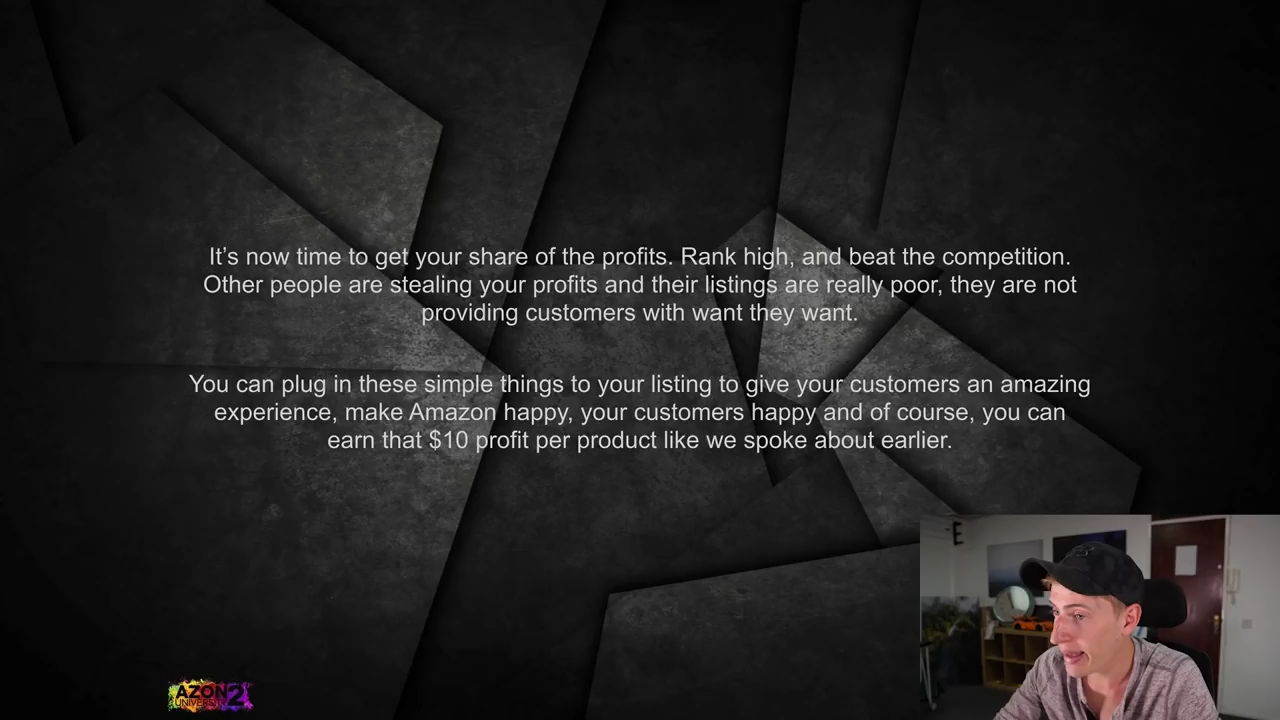 It’s now time to get your share of the profits. Rank high, and beat the competition.
Other people are stealing your profits and their listings are really poor, they are not
providing customers with want they want.
You can plug in these simple things to your listing to give your customers an amazing
experience, make Amazon happy, your customers happy and of course, you can
earn that $10 profit per product like we spoke about earlier.
E
AZON 2